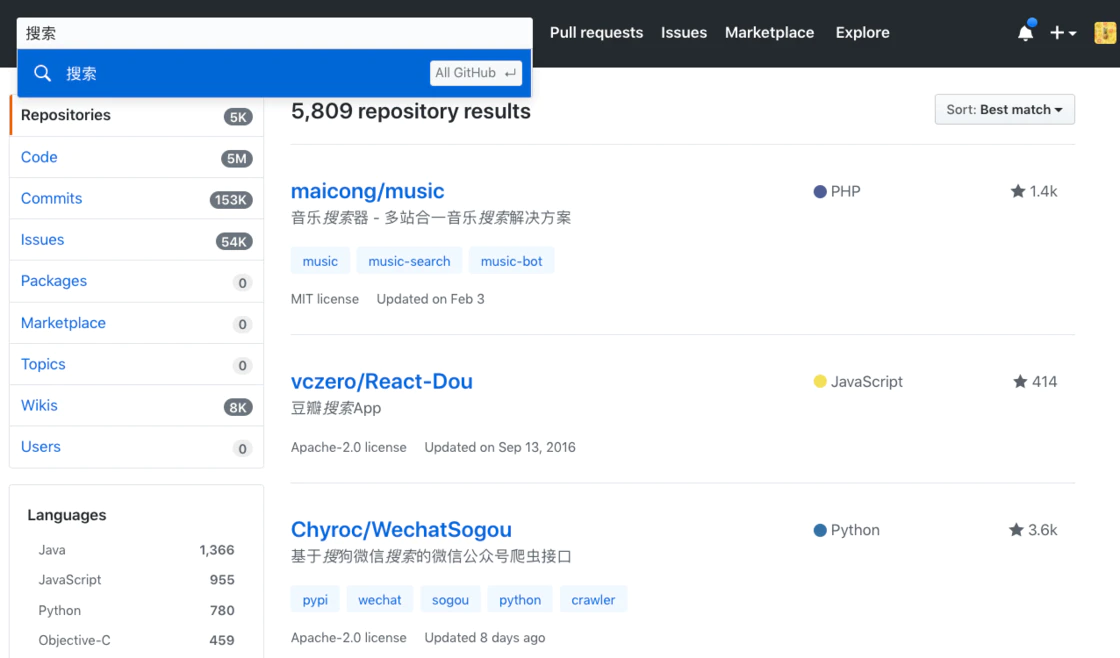 搜索 Pull requests Issues Marketplace Explore
搜索 All GitHub
Repositories 5K
Code 5M
Commits 153K
Issues 54K
Packages 0
Marketplace 0
Topics 0
Wikis 8K
Users 0
Languages
Java 1,366
JavaScript 955
Python 780
Objective-C 459
5,809 repository results
Sort: Best match
maicong/music PHP 1.4k
音乐搜索器 - 多站合一音乐搜索解决方案
music music-search music-bot
MIT license Updated on Feb 3
vczero/React-Dou JavaScript 414
豆瓣搜索App
Apache-2.0 license Updated on Sep 13, 2016
Chyroc/WechatSogou Python 3.6k
基于搜狗微信搜索的微信公众号爬虫接口
pypi wechat sogou python crawler
Apache-2.0 license Updated 8 days ago